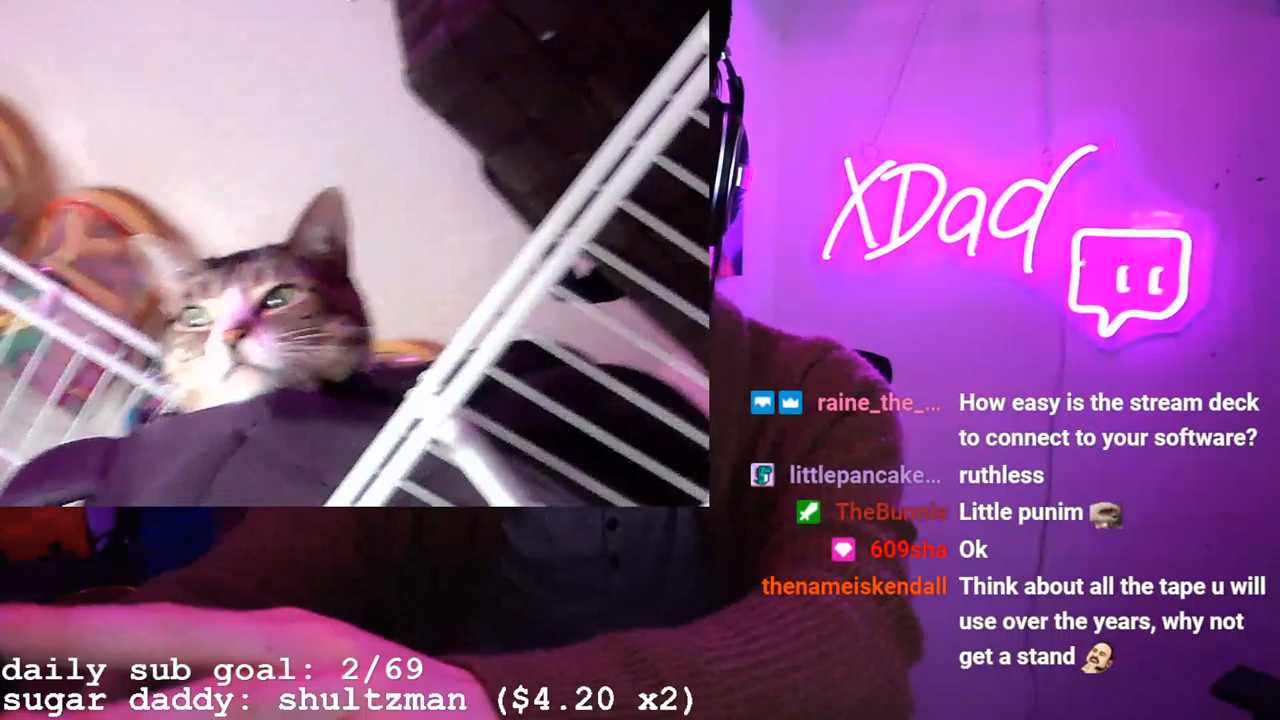 XDad
raine_the_... How easy is the stream deck
to connect to your software?
littlepancake... ruthless
TheBunnis Little punim
609sha Ok
thenameiskendall Think about all the tape u will
use over the years, why not
get a stand
daily sub goal: 2/69
sugar daddy: shultzman ($4.20 x2)